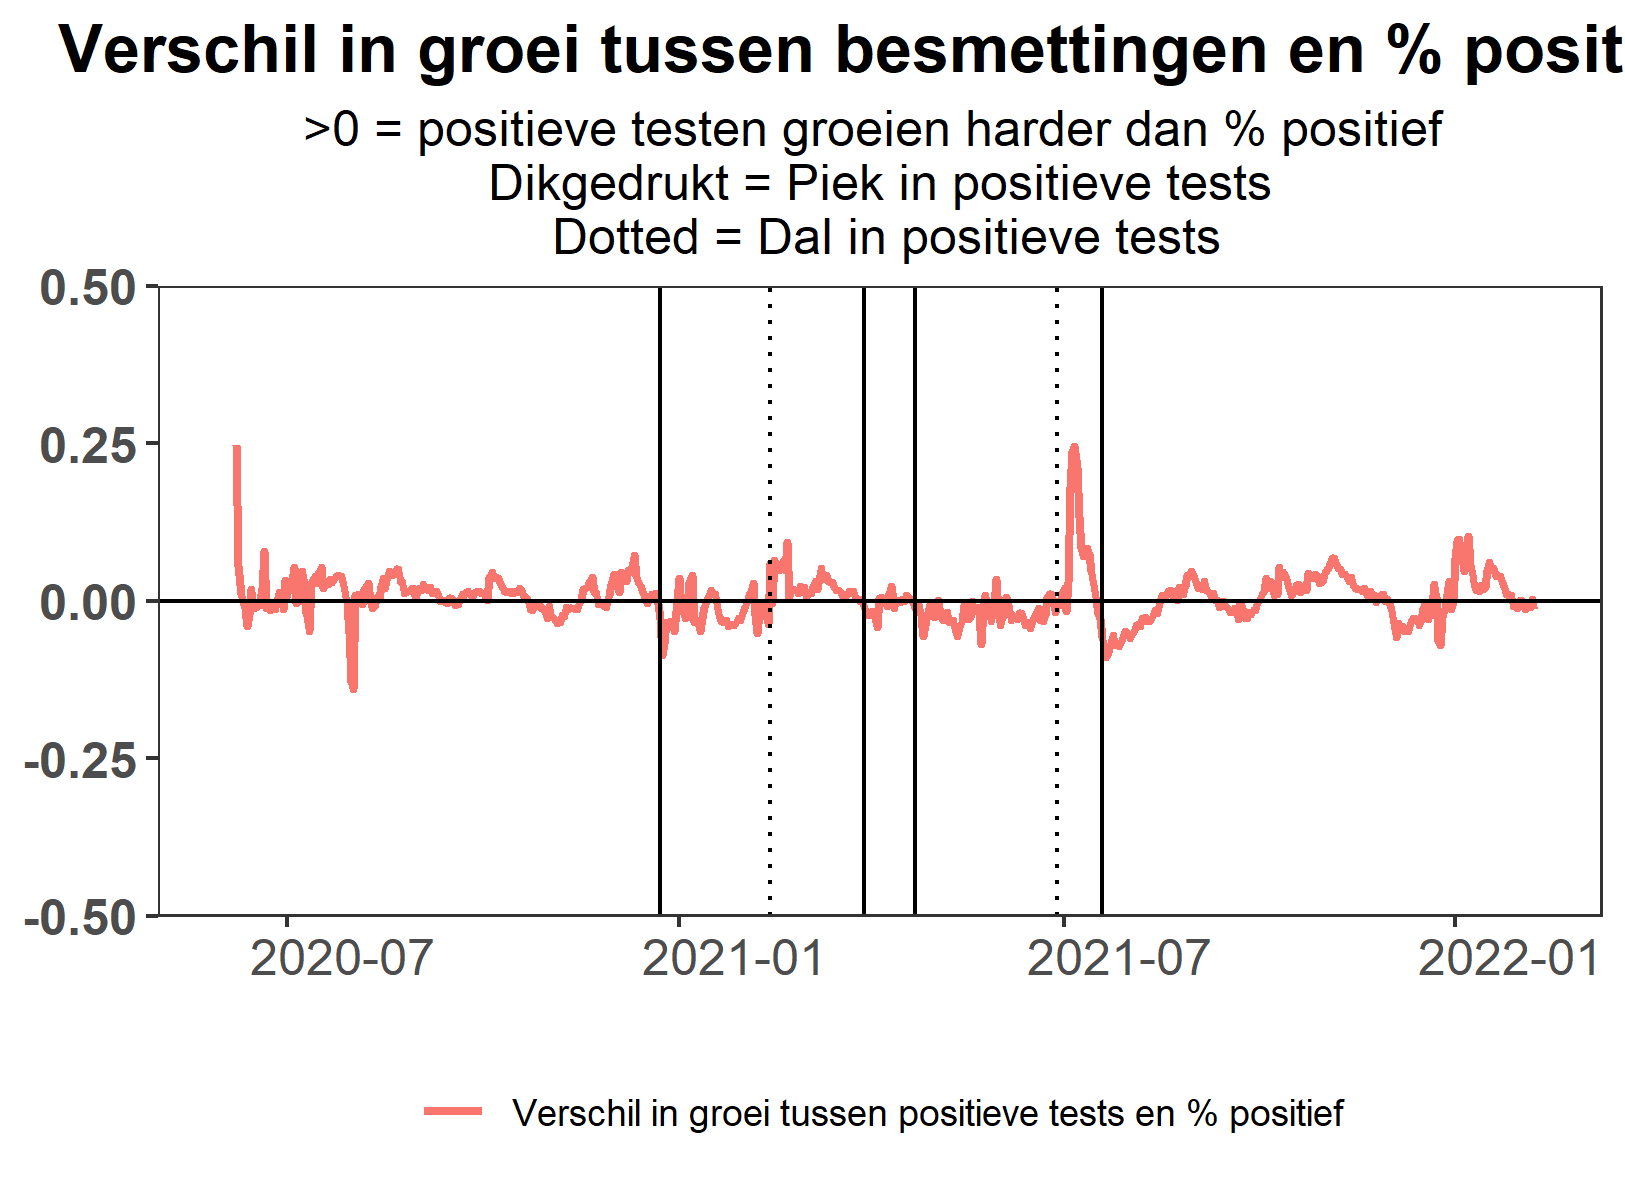 Verschil in groei tussen besmettingen en % posit
>0 = positieve testen groeien harder dan % positief
Dikgedrukt = Piek in positieve tests
Dotted = Dal in positieve tests
0.50
0.25
0.00
-0.25
-0.50
2020-07 2021-01 2021-07 2022-01
Verschil in groei tussen positieve tests en % positief